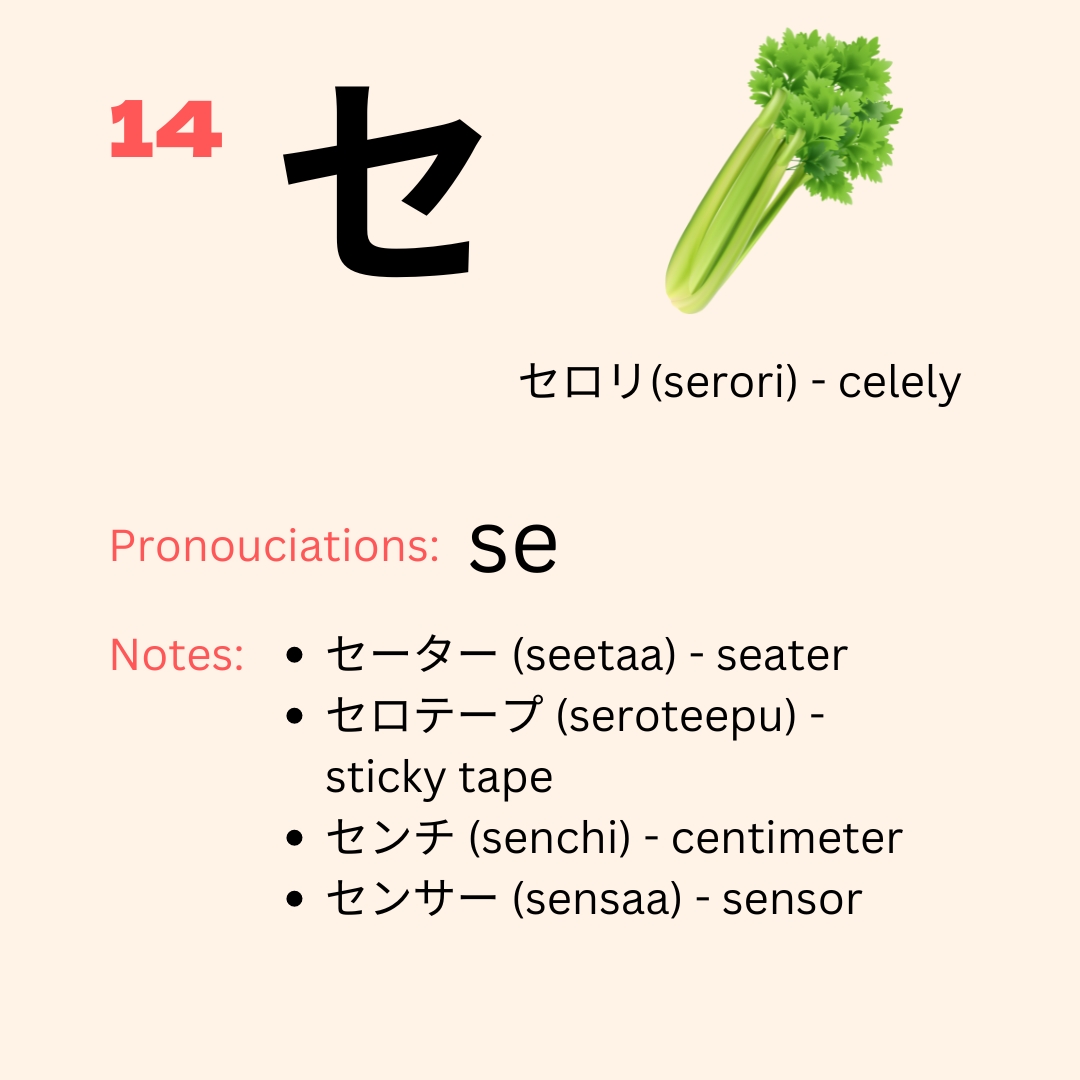 14
セ
セロリ(serori) - celely
Pronouciations: se
Notes:
• セーター (seetaa) - seater
• セロテープ (seroteepu) -
sticky tape
• センチ (senchi) - centimeter
• センサー (sensaa) - sensor